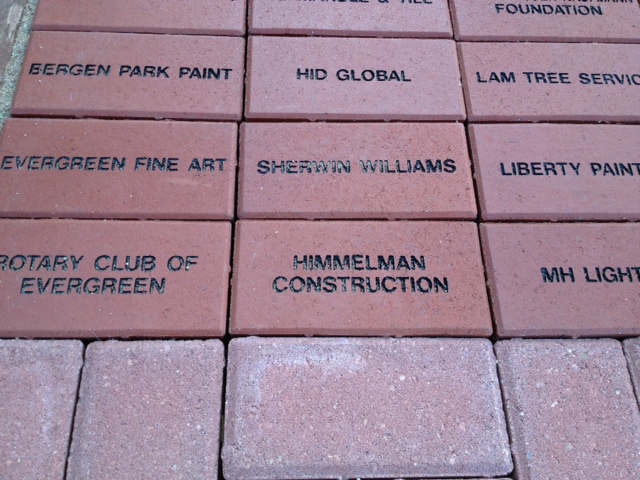 FOUNDATION
BERGEN PARK PAINT
HID GLOBAL
LAM TREE SERVIC
EVERGREEN FINE ART
SHERWIN WILLIAMS
LIBERTY PAINT
ROTARY CLUB OF
EVERGREEN
HIMMELMAN
CONSTRUCTION
MH LIGHT